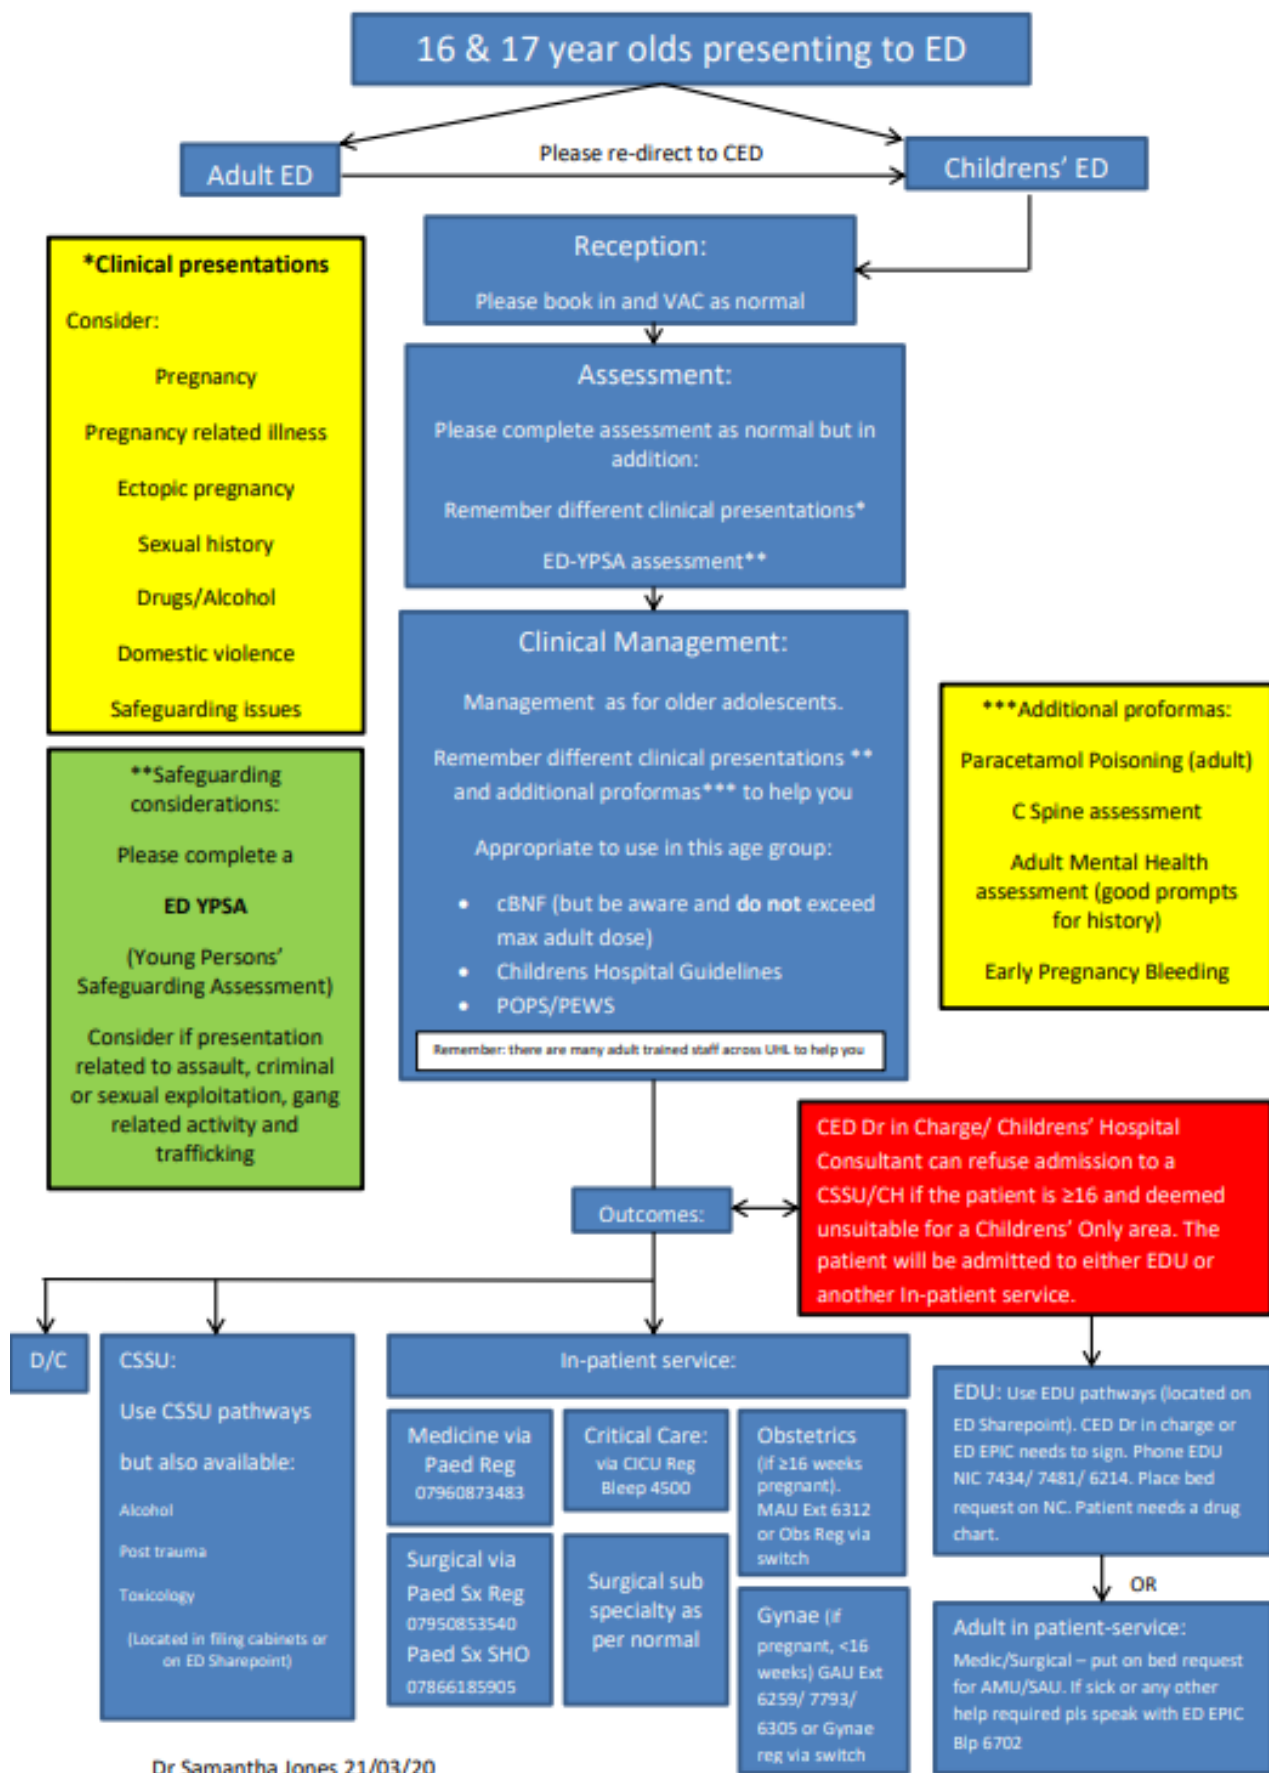 16 & 17 year olds presenting to ED
Adult ED
Please re-direct to CED
Childrens' ED
Reception:
Please book in and VAC as normal
*Clinical presentations
Consider:
Pregnancy
Pregnancy related illness
Ectopic pregnancy
Sexual history
Drugs/Alcohol
Domestic violence
Safeguarding issues
Assessment:
Please complete assessment as normal but in
addition:
Remember different clinical presentations*
ED-YPSA assessment**
Clinical Management:
Management as for older adolescents.
Remember different clinical presentations **
and additional proformas*** to help you
Appropriate to use in this age group:
• cBNF (but be aware and do not exceed
max adult dose)
• Childrens Hospital Guidelines
• POPS/PEWS
Remember: there are many adult trained staff across UHL to help you
**Safeguarding
considerations:
Please complete a
ED YPSA
(Young Persons'
Safeguarding Assessment)
Consider if presentation
related to assault, criminal
or sexual exploitation, gang
related activity and
trafficking
***Additional proformas:
Paracetamol Poisoning (adult)
C Spine assessment
Adult Mental Health
assessment (good prompts
for history)
Early Pregnancy Bleeding
Outcomes:
CED Dr in Charge/ Childrens' Hospital
Consultant can refuse admission to a
CSSU/CH if the patient is ≥16 and deemed
unsuitable for a Childrens' Only area. The
patient will be admitted to either EDU or
another In-patient service.
D/C
CSSU:
Use CSSU pathways
but also available:
Alcohol
Post trauma
Toxicology
(Located in filing cabinets or
on ED Sharepoint)
In-patient service:
Medicine via
Paed Reg
07960873483
Critical Care:
via CICU Reg
Bleep 4500
Obstetrics
(if ≥16 weeks
pregnant).
MAU Ext 6312
or Obs Reg via
switch
Surgical via
Paed Sx Reg
07950853540
Paed Sx SHO
07866185905
Surgical sub
specialty as
per normal
Gynae (if
pregnant, <16
weeks) GAU Ext
6259/ 7793/
6305 or Gynae
reg via switch
EDU: Use EDU pathways (located on
ED Sharepoint). CED Dr in charge or
ED EPIC needs to sign. Phone EDU
NIC 7434/ 7481/ 6214. Place bed
request on NC. Patient needs a drug
chart.
OR
Adult in patient-service:
Medic/Surgical – put on bed request
for AMU/SAU. If sick or any other
help required pls speak with ED EPIC
Blp 6702
Dr Samantha Jones 21/03/20